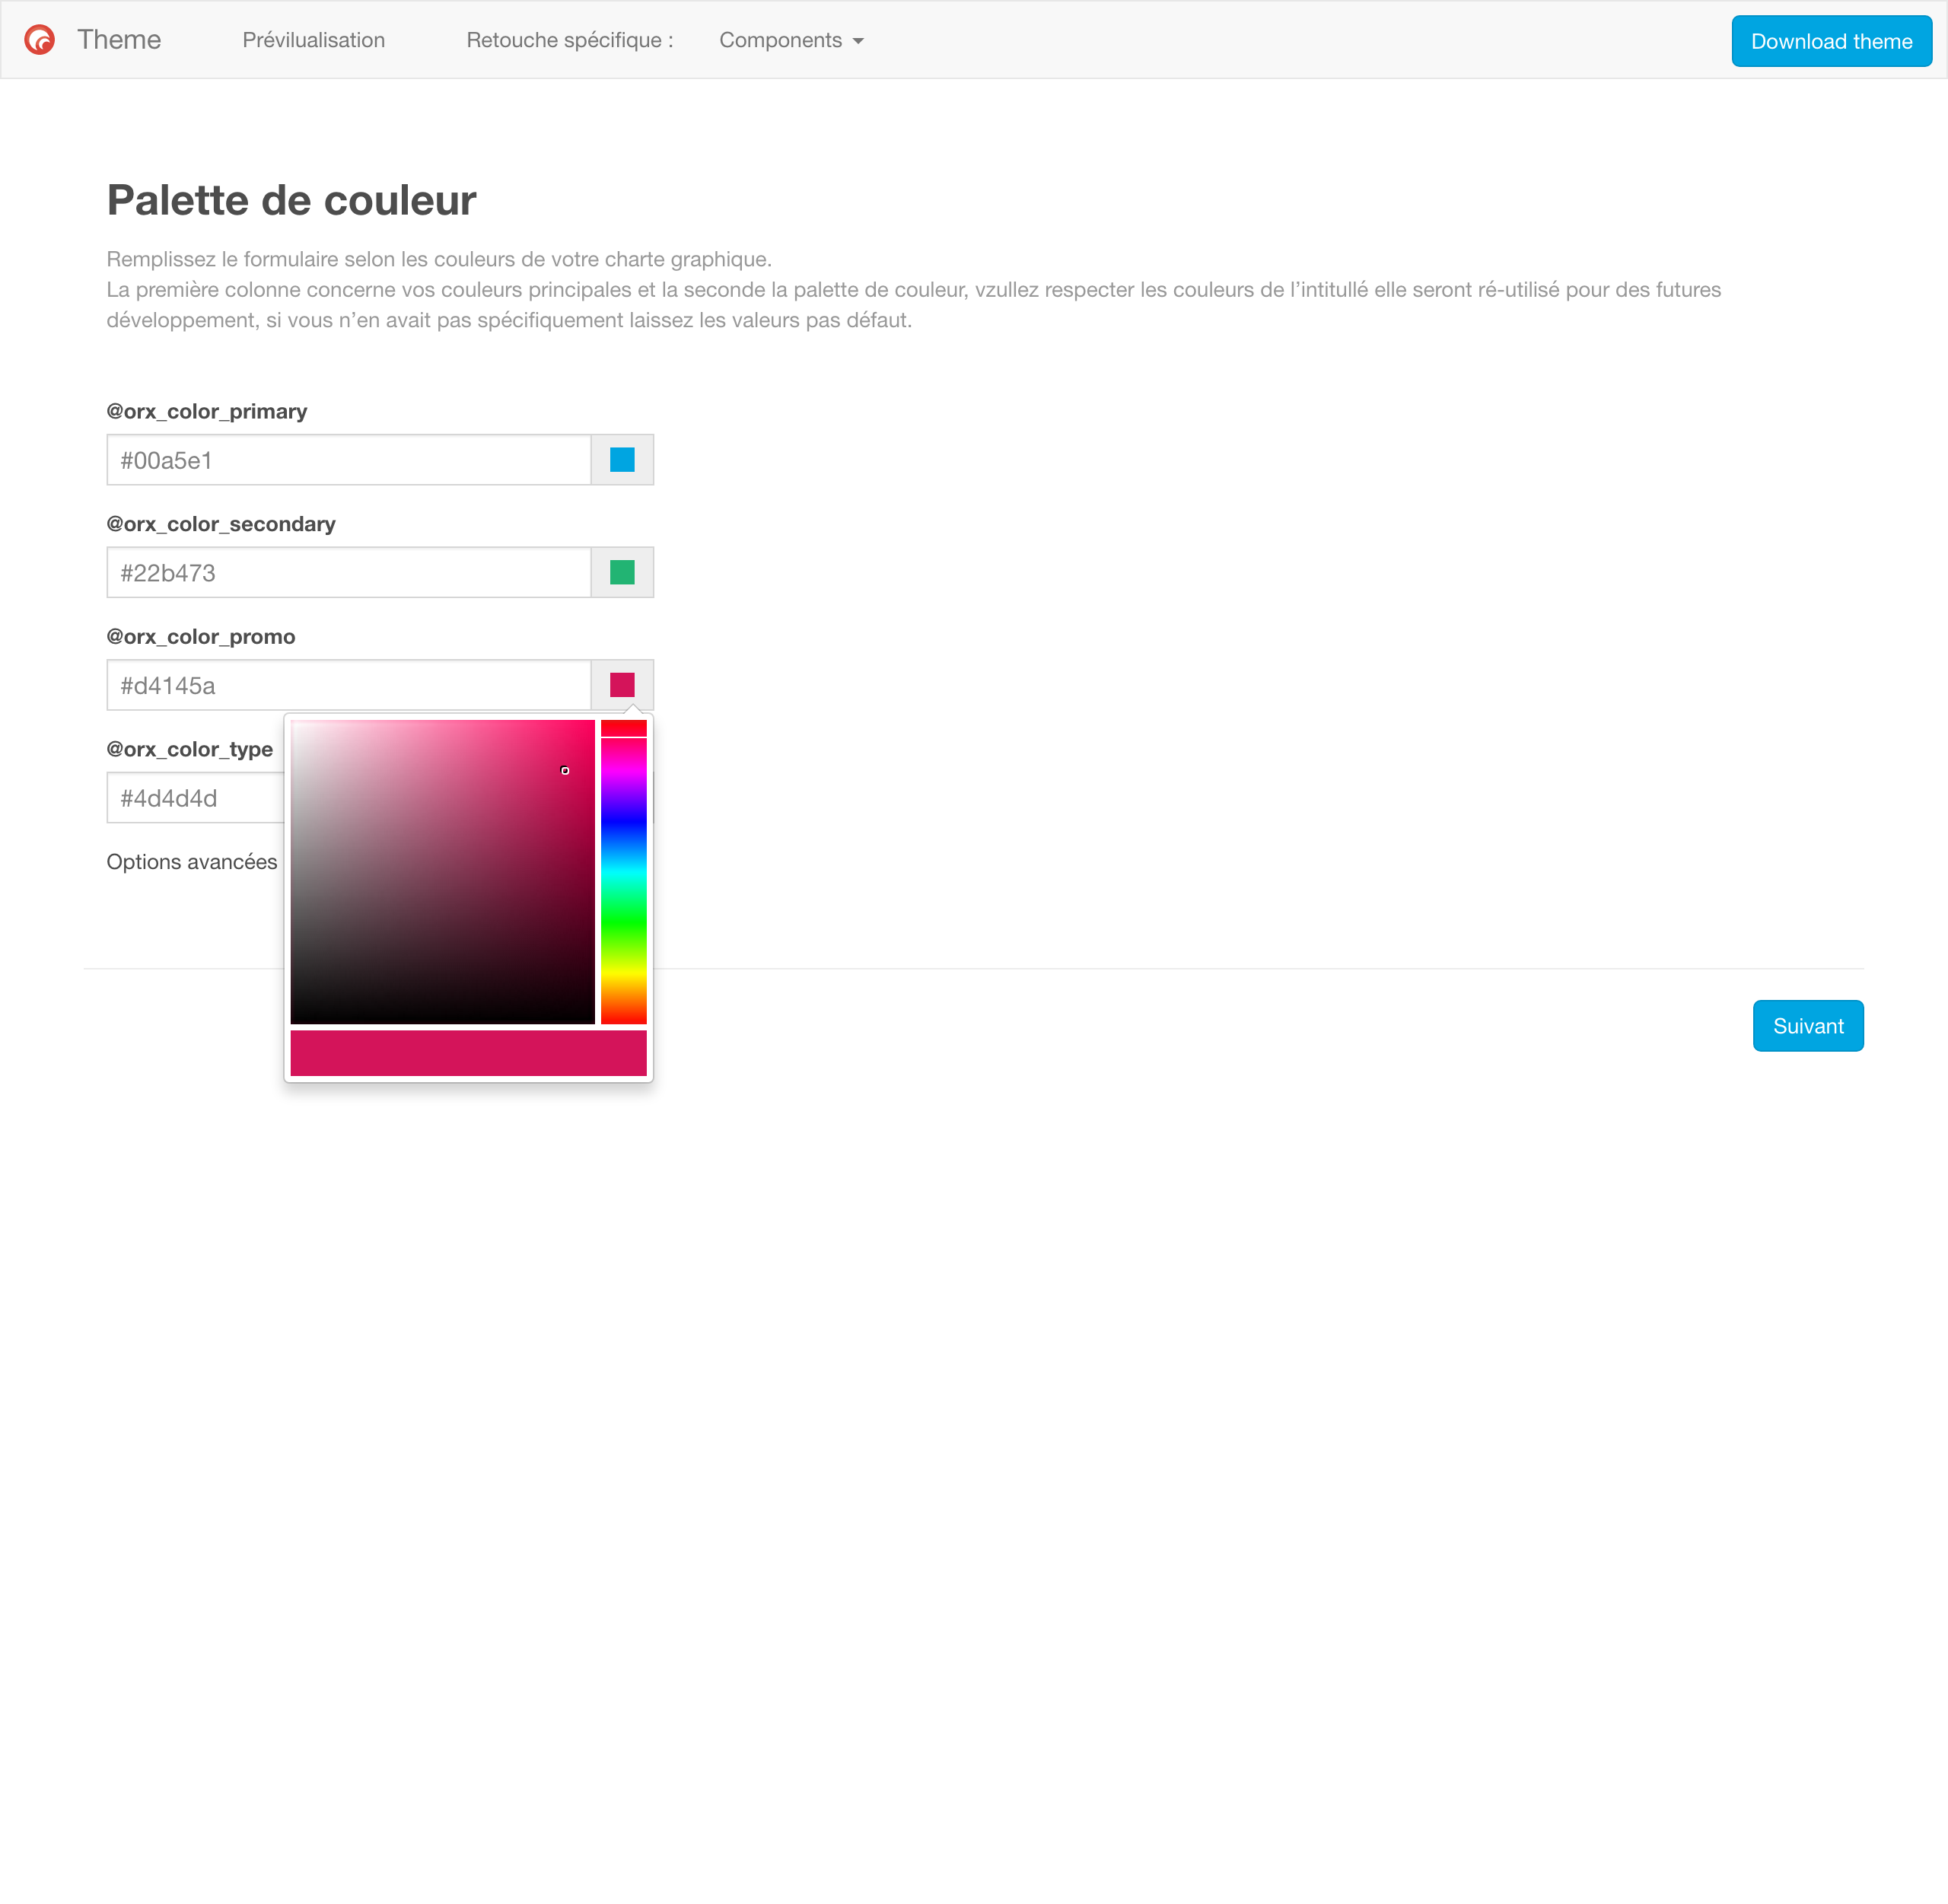 Theme Prévilualisation Retouche spécifique : Components Download theme
Palette de couleur
Remplissez le formulaire selon les couleurs de votre charte graphique.
La première colonne concerne vos couleurs principales et la seconde la palette de couleur, vzullez respecter les couleurs de l’intitullé elle seront ré-utilisé pour des futures
développement, si vous n’en avait pas spécifiquement laissez les valeurs pas défaut.
@orx_color_primary
#00a5e1
@orx_color_secondary
#22b473
@orx_color_promo
#d4145a
@orx_color_type
#4d4d4d
Options avancées
Suivant